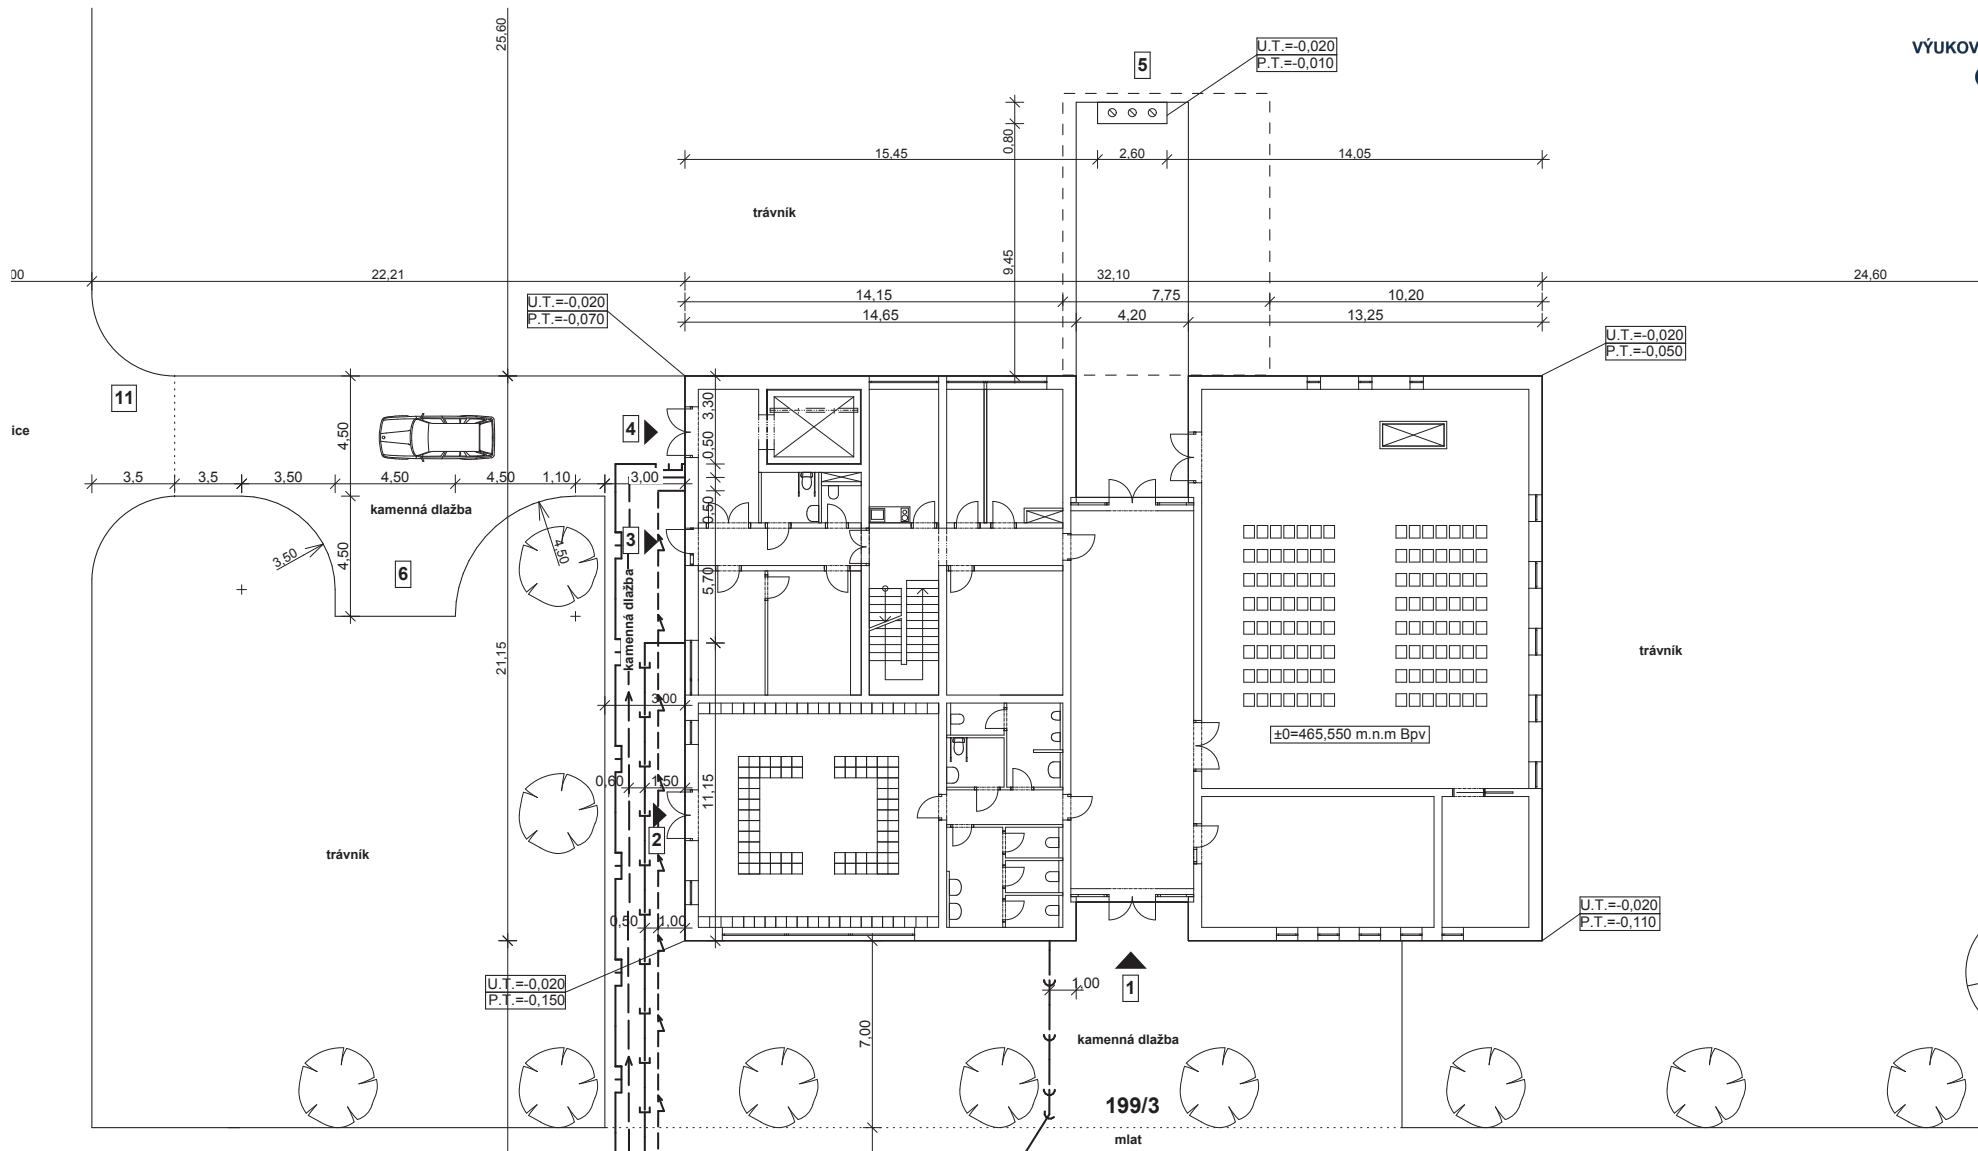 25,60
VÝUKOV
5
U.T.=-0,020
P.T.=-0,010
0,80
15,45
2,60
14,05
trávník
9,45
00
22,21
32,10
24,60
14,15
7,75
10,20
14,65
4,20
13,25
U.T.=-0,020
P.T.=-0,070
U.T.=-0,020
P.T.=-0,050
11
ice
4,50
4
3,30
0,50
3,5
3,5
3,50
4,50
4,50
1,10
3,00
kamenná dlažba
0,50
3
3,50
4,50
4,50
6
5,70
kamenná dlažba
21,15
trávník
3,00
±0=465,550 m.n.m Bpv
0,60
1,50
11,15
2
trávník
0,50
1,00
U.T.=-0,020
P.T.=-0,110
U.T.=-0,020
P.T.=-0,150
1,00
1
7,00
kamenná dlažba
199/3
mlat